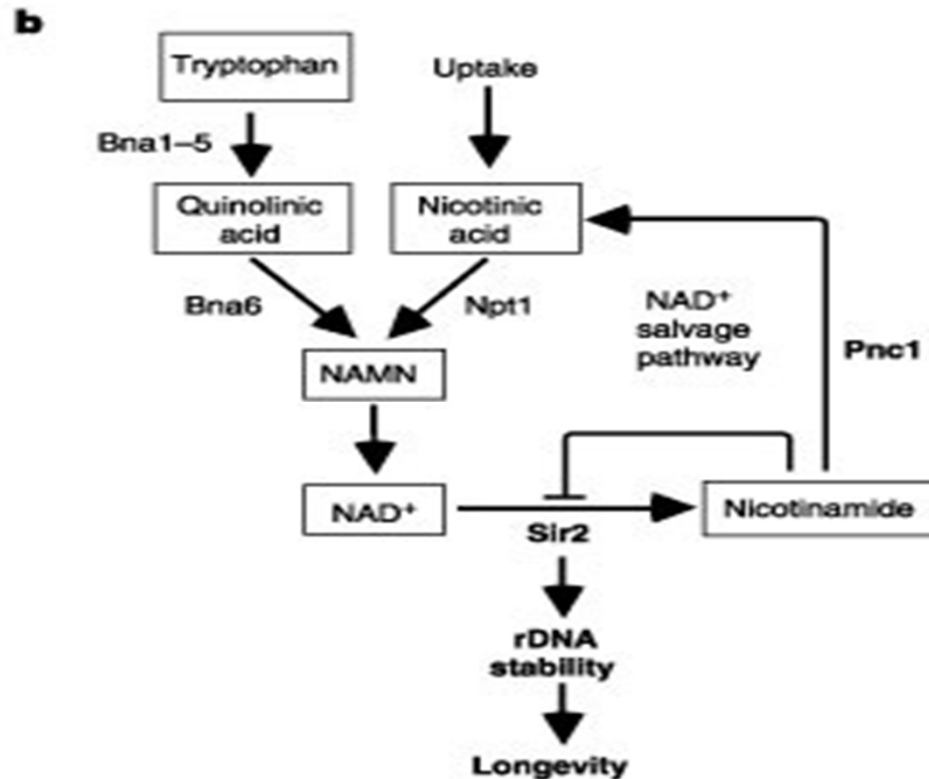 b
Tryptophan
Uptake
Bna1–5
Quinolinic
acid
Nicotinic
acid
Bna6
Npt1
NAD⁺
salvage
pathway
Pnc1
NAMN
NAD⁺
Sir2
Nicotinamide
rDNA
stability
Longevity